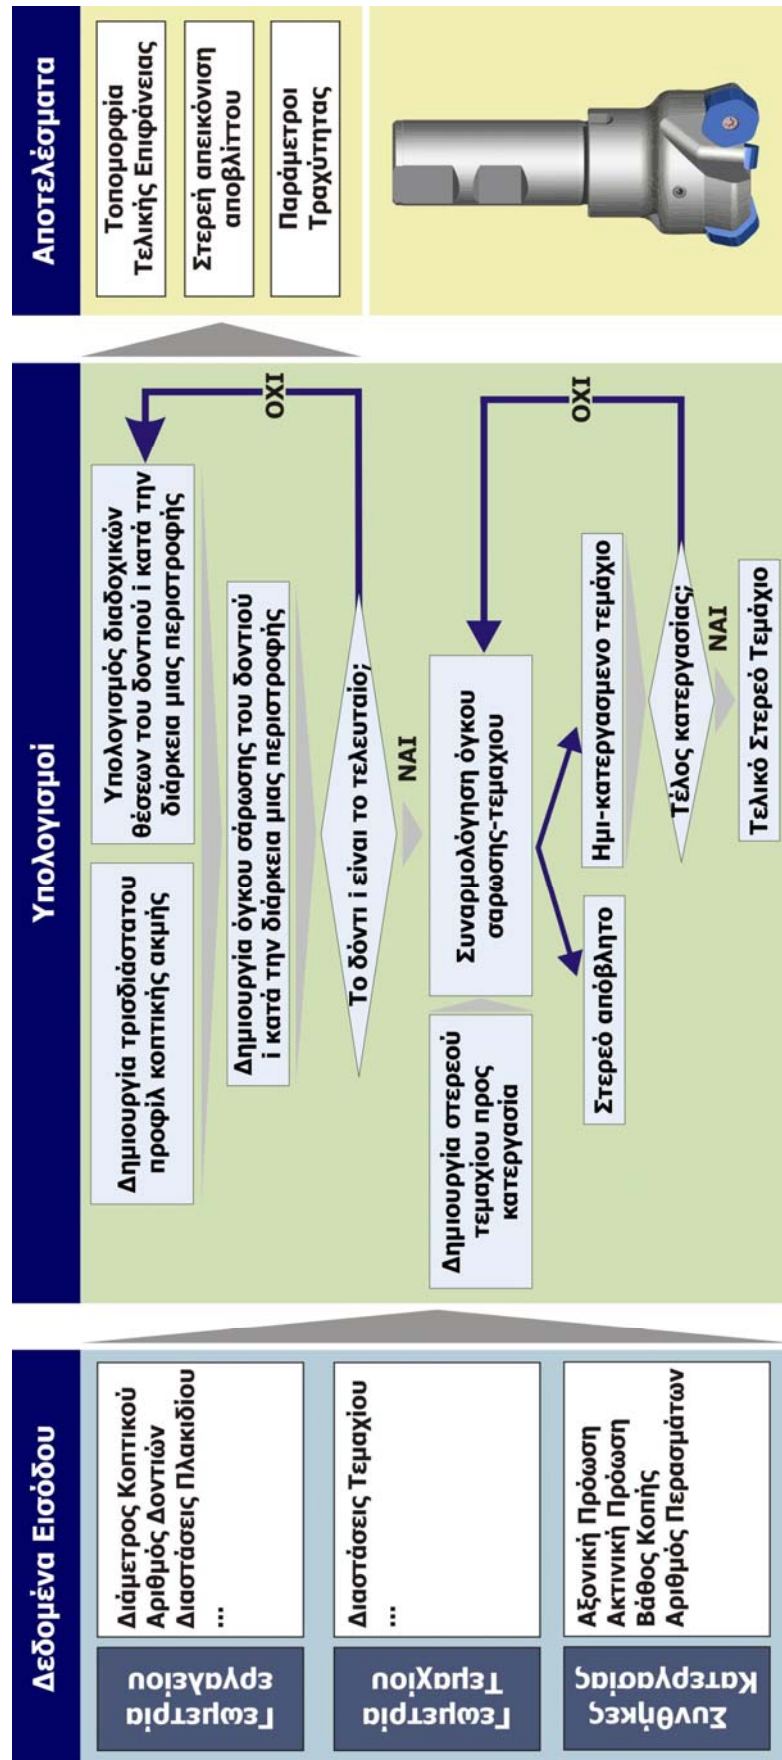 Δεδομένα Εισόδου
Γεωμετρία
εργαλείου
Διάμετρος Κοπτικού
Αριθμός Δοντιών
Διαστάσεις Πλακιδίου
...
Γεωμετρία
Τεμαχίου
Διαστάσεις Τεμαχίου
...
Συνθήκες
Κατεργασίας
Αξονική Πρόωση
Ακτινική Πρόωση
Βάθος Κοπής
Αριθμός Περασμάτων
Υπολογισμοί
Δημιουργία τρισδιάστατου
προφίλ κοπτικής ακμής
Υπολογισμός διαδοχικών
θέσεων του δοντιού i κατά την
διάρκεια μιας περιστροφής
Δημιουργία όγκου σάρωσης του δοντιού
i κατά την διάρκεια μιας περιστροφής
Το δόντι i είναι το τελευταίο;
ΟΧΙ
ΝΑΙ
Δημιουργία στερεού
τεμαχίου προς
κατεργασία
Συναρμολόγηση όγκου
σαρωσης-τεμαχιου
Στερεό απόβλητο
Ημι-κατεργασμενο τεμάχιο
Τέλος κατεργασίας;
ΟΧΙ
ΝΑΙ
Τελικό Στερεό Τεμάχιο
Αποτελέσματα
Τοπομορφία
Τελικής Επιφάνειας
Στερεή απεικόνιση
αποβλίττου
Παράμετροι
Τραχύτητας